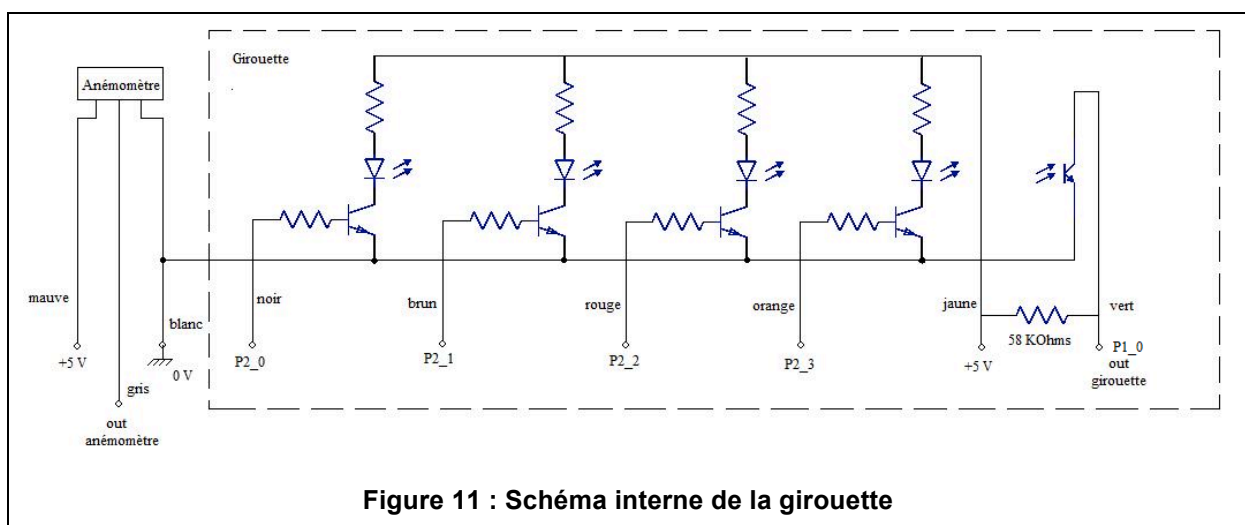 Girouette
Anémomètre
mauve
noir
brun
rouge
orange
jaune
vert
blanc
58 KOhms
+5 V
0 V
P2_0
P2_1
P2_2
P2_3
+5 V
P1_0
out
girouette
gris
out
anémomètre
Figure 11 : Schéma interne de la girouette